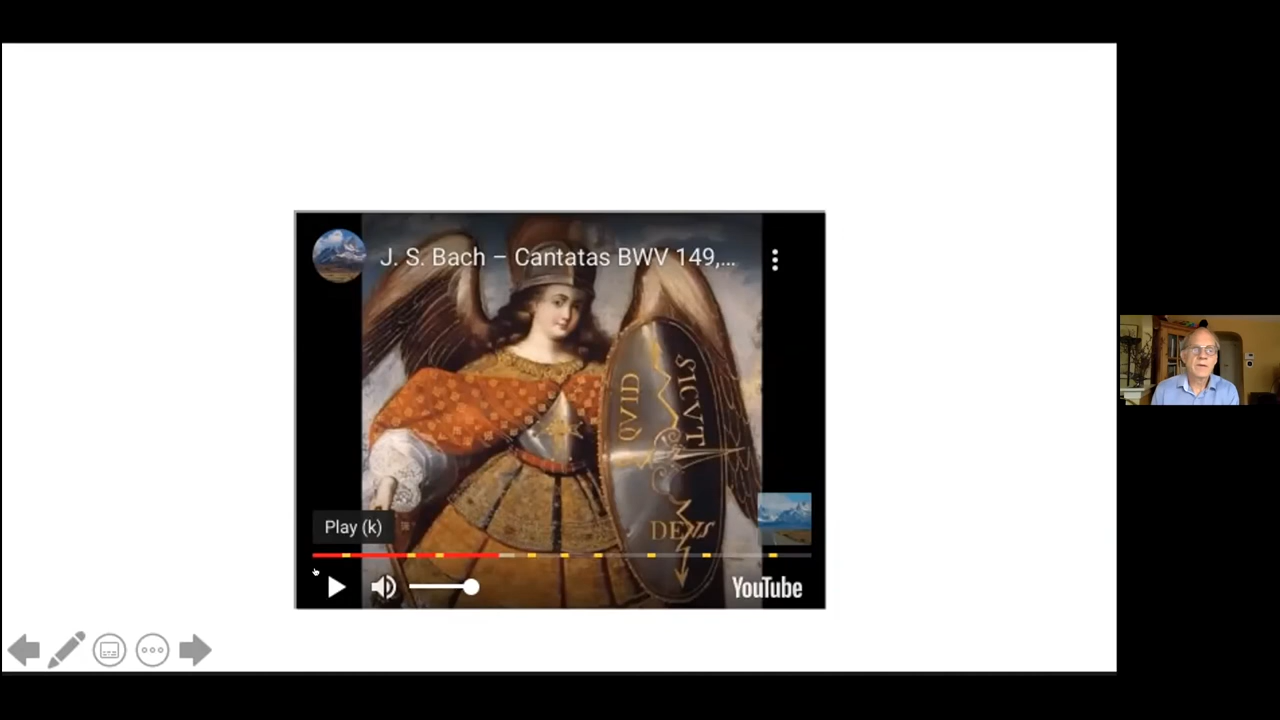 J. S. Bach – Cantatas BWV 149,...
QVID
SICVT
DEVS
Play (k)
YouTube